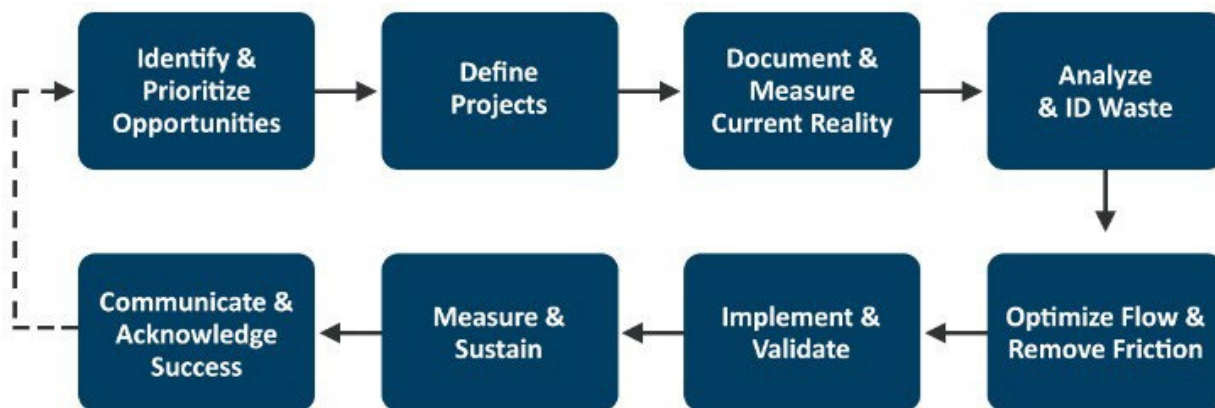 Identify &
Prioritize
Opportunities
Define
Projects
Document &
Measure
Current Reality
Analyze
& ID Waste
Optimize Flow &
Remove Friction
Implement &
Validate
Measure &
Sustain
Communicate &
Acknowledge
Success